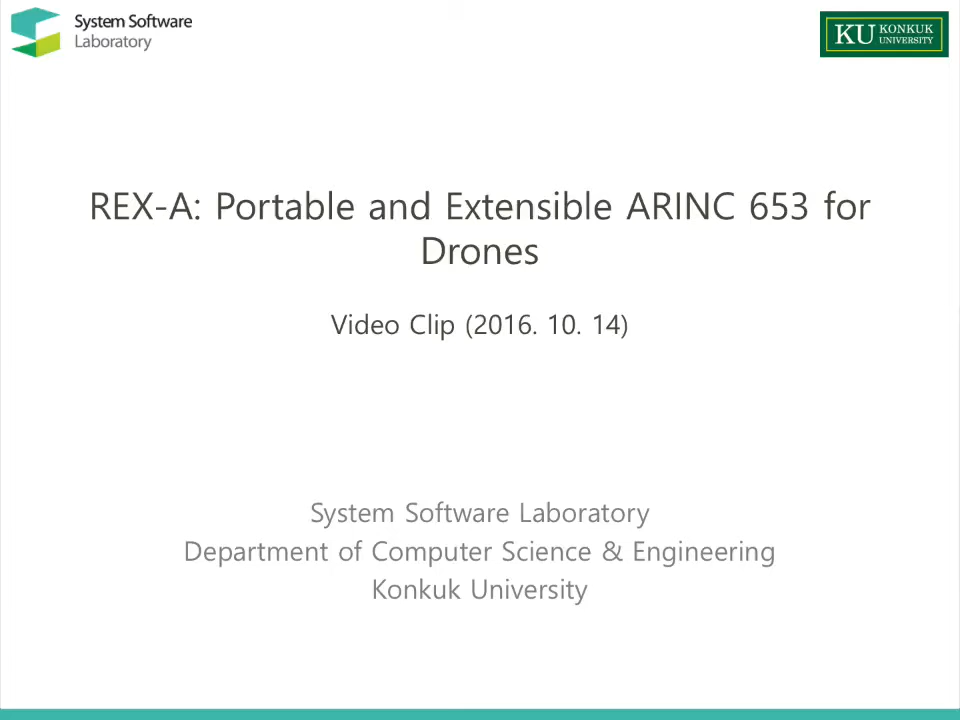 System Software
Laboratory
KU KONKUK
UNIVERSITY
REX-A: Portable and Extensible ARINC 653 for
Drones
Video Clip (2016. 10. 14)
System Software Laboratory
Department of Computer Science & Engineering
Konkuk University